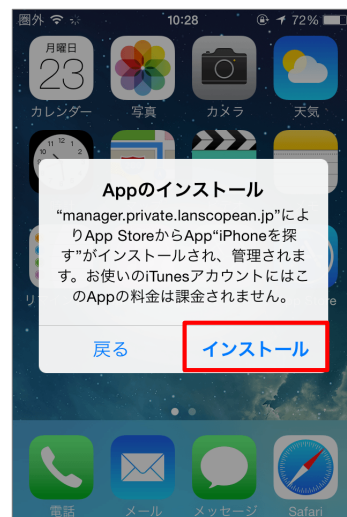 圏外 10:28 72%
月曜日
23
カレンダー 写真 カメラ 天気
Appのインストール
“manager.private.lanscopean.jp”によ
りApp StoreからApp“iPhoneを探
す”がインストールされ、管理されま
す。お使いのiTunesアカウントにはこ
のAppの料金は課金されません。
戻る インストール
電話 メール メッセージ Safari